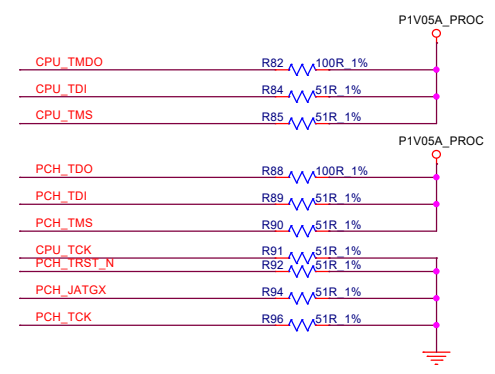 P1V05A_PROC
CPU_TMDO R82 100R_1%
CPU_TDI R84 51R_1%
CPU_TMS R85 51R_1%
P1V05A_PROC
PCH_TDO R88 100R_1%
PCH_TDI R89 51R_1%
PCH_TMS R90 51R_1%
CPU_TCK R91 51R_1%
PCH_TRST_N R92 51R_1%
PCH_JATGX R94 51R_1%
PCH_TCK R96 51R_1%